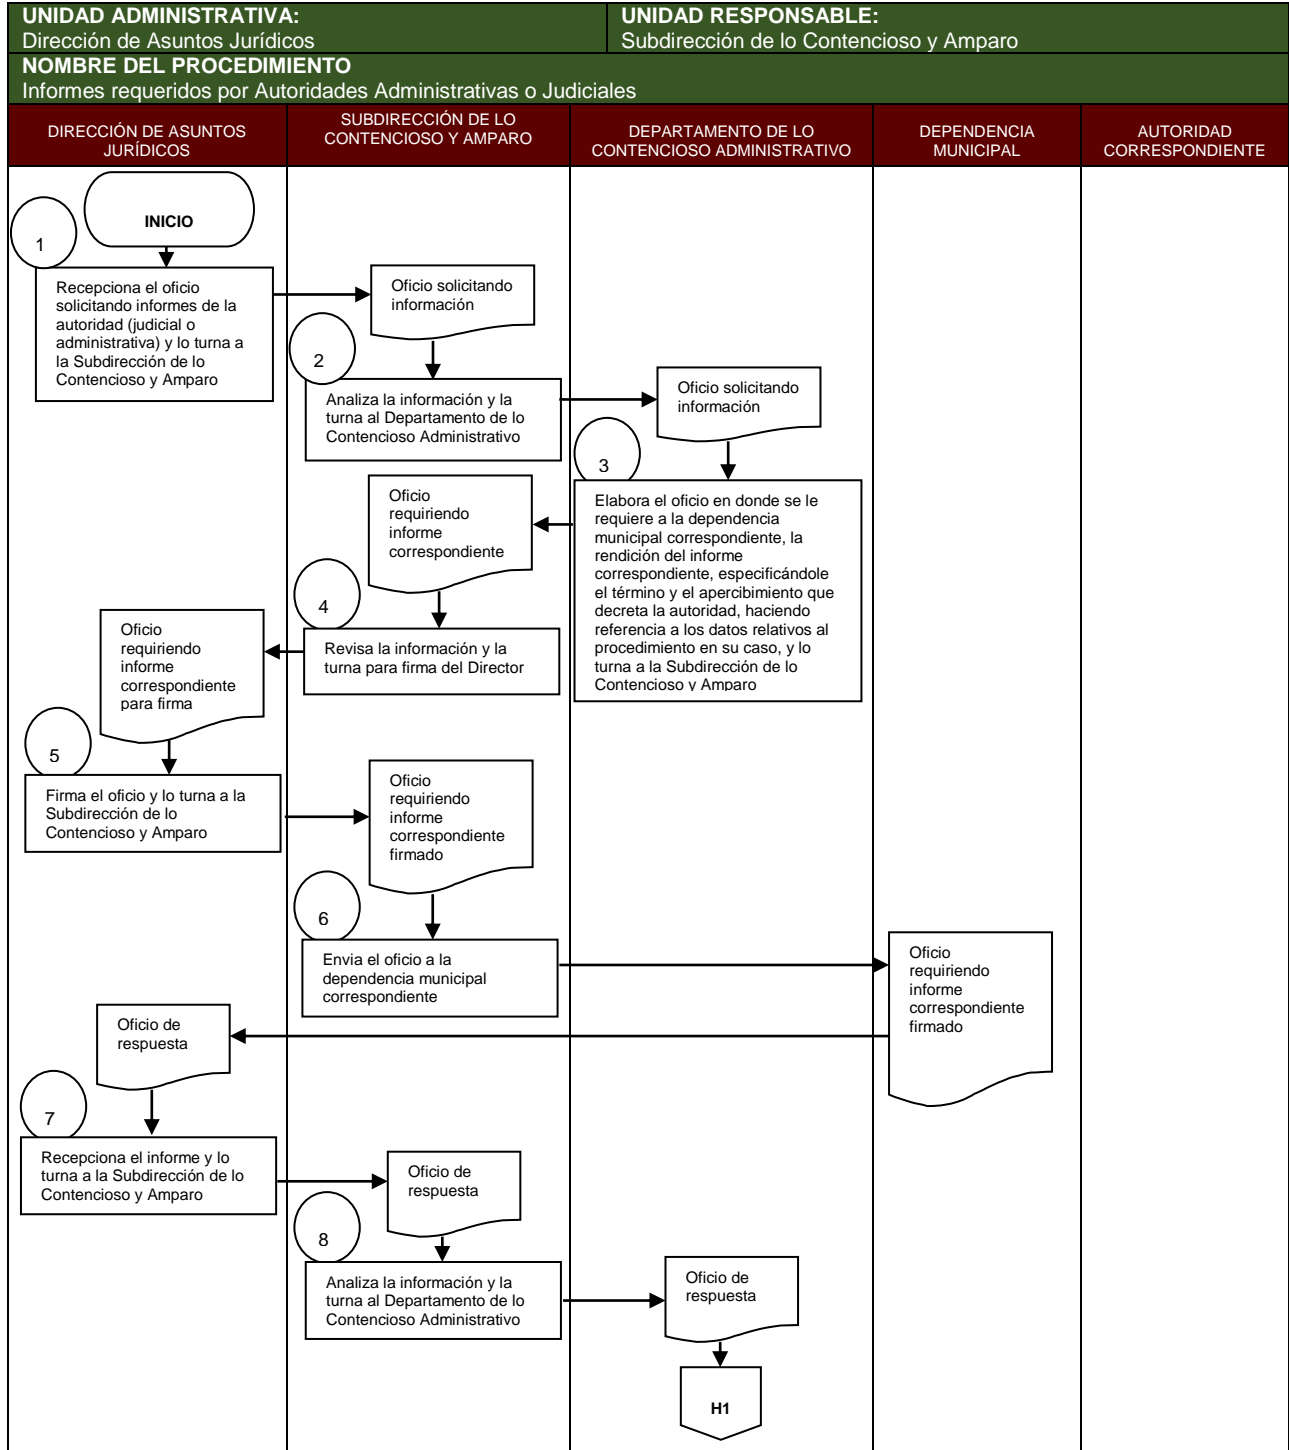 UNIDAD ADMINISTRATIVA:
Dirección de Asuntos Jurídicos
UNIDAD RESPONSABLE:
Subdirección de lo Contencioso y Amparo
NOMBRE DEL PROCEDIMIENTO
Informes requeridos por Autoridades Administrativas o Judiciales
DIRECCIÓN DE ASUNTOS
JURÍDICOS
SUBDIRECCIÓN DE LO
CONTENCIOSO Y AMPARO
DEPARTAMENTO DE LO
CONTENCIOSO ADMINISTRATIVO
DEPENDENCIA
MUNICIPAL
AUTORIDAD
CORRESPONDIENTE
INICIO
1
Recepciona el oficio
solicitando informes de la
autoridad (judicial o
administrativa) y lo turna a
la Subdirección de lo
Contencioso y Amparo
Oficio solicitando
información
2
Analiza la información y la
turna al Departamento de lo
Contencioso Administrativo
Oficio solicitando
información
3
Elabora el oficio en donde se le
requiere a la dependencia
municipal correspondiente, la
rendición del informe
correspondiente, especificándole
el término y el apercibimiento que
decreta la autoridad, haciendo
referencia a los datos relativos al
procedimiento en su caso, y lo
turna a la Subdirección de lo
Contencioso y Amparo
Oficio
requiriendo
informe
correspondiente
4
Revisa la información y la
turna para firma del Director
Oficio
requiriendo
informe
correspondiente
para firma
5
Firma el oficio y lo turna a la
Subdirección de lo
Contencioso y Amparo
Oficio
requiriendo
informe
correspondiente
firmado
6
Envia el oficio a la
dependencia municipal
correspondiente
Oficio
requiriendo
informe
correspondiente
firmado
Oficio de
respuesta
7
Recepciona el informe y lo
turna a la Subdirección de lo
Contencioso y Amparo
Oficio de
respuesta
8
Analiza la información y la
turna al Departamento de lo
Contencioso Administrativo
Oficio de
respuesta
H1